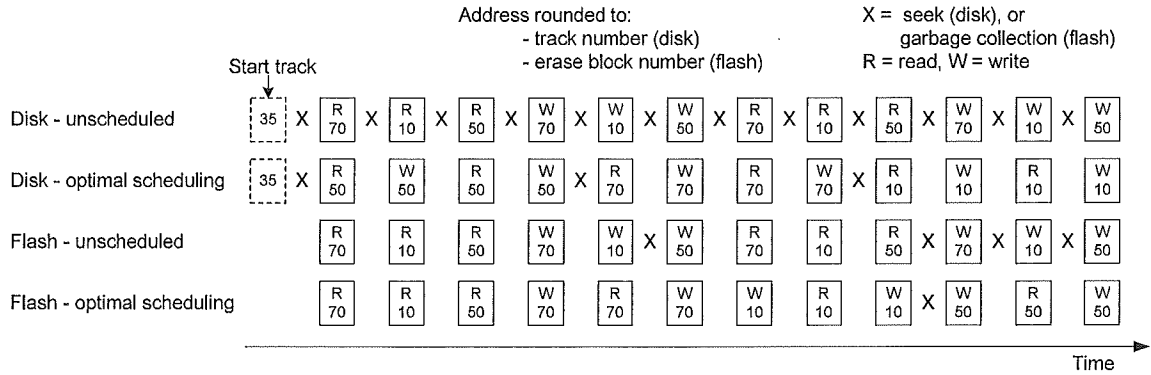 Address rounded to:
- track number (disk)
- erase block number (flash)
X = seek (disk), or
garbage collection (flash)
R = read, W = write
Start track
Disk - unscheduled 35 X R 70 X R 10 X R 50 X W 70 X W 10 X W 50 X R 70 X R 10 X R 50 X W 70 X W 10 X W 50
Disk - optimal scheduling 35 X R 50 W 50 R 50 W 50 X R 70 W 70 R 70 W 70 X R 10 W 10 R 10 W 10
Flash - unscheduled R 70 R 10 R 50 W 70 W 10 X W 50 R 70 R 10 R 50 X W 70 X W 10 X W 50
Flash - optimal scheduling R 70 R 10 R 50 W 70 R 70 W 70 W 10 R 10 W 10 X W 50 R 50 W 50
Time